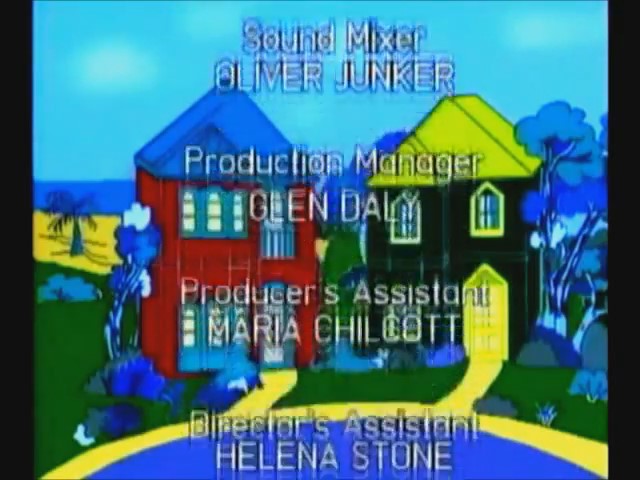 Sound Mixer
OLIVER JUNKER
Production Manager
GLEN DALY
Producer's Assistant
MARIA CHILCOTT
Director's Assistant
HELENA STONE